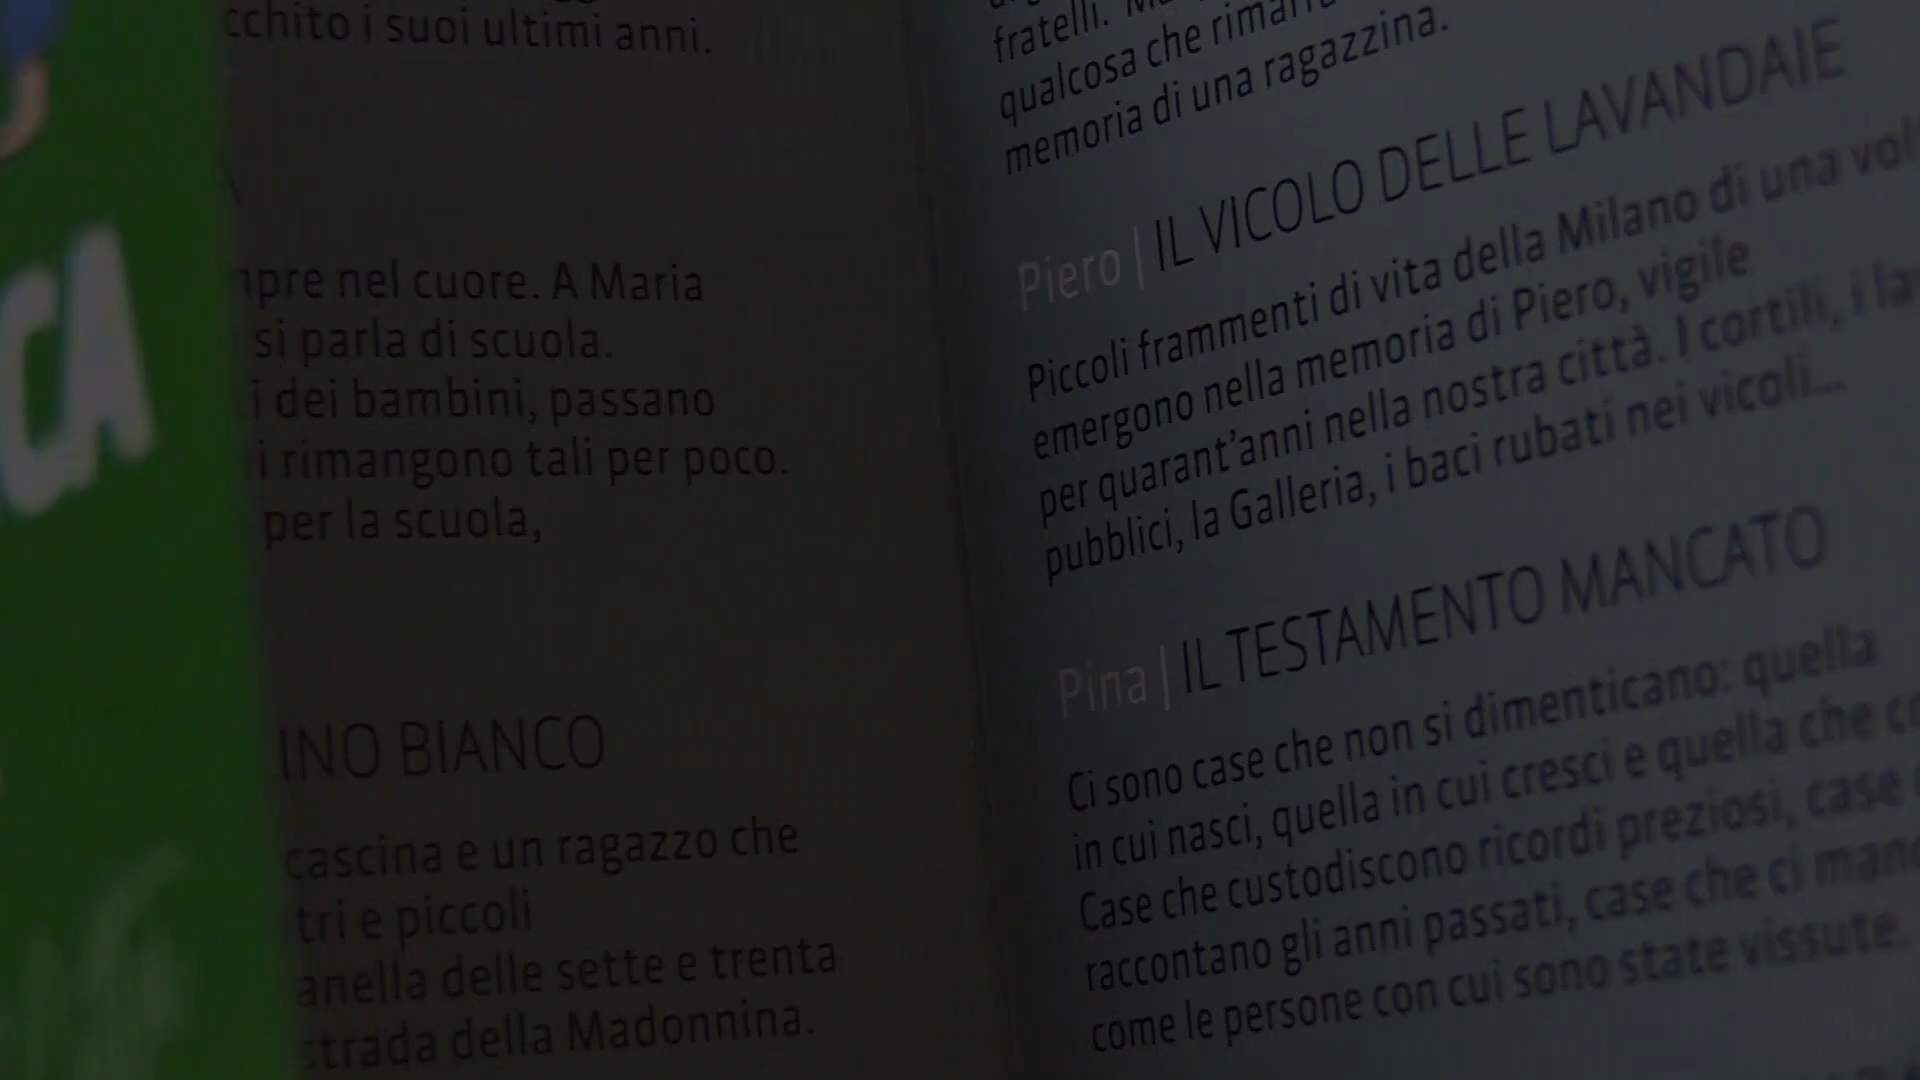 CA
cchito i suoi ultimi anni.
mpre nel cuore. A Maria
si parla di scuola.
i dei bambini, passano
i rimangono tali per poco.
per la scuola,
INO BIANCO
cascina e un ragazzo che
tri e piccoli
anella delle sette e trenta
strada della Madonnina.
fratelli.
qualcosa che
memoria di una ragazzina.
Piero | IL VICOLO DELLE LAVANDAIE
Piccoli frammenti di vita della Milano di una vol
emergono nella memoria di Piero, vigile
per quarant'anni nella nostra città. I cortili, i la
pubblici, la Galleria, i baci rubati nei vicoli...
Pina | IL TESTAMENTO MANCATO
Ci sono case che non si dimenticano: quella
in cui nasci, quella in cui cresci e quella che c
Case che custodiscono ricordi preziosi, case
raccontano gli anni passati, case che ci man
come le persone con cui sono state vissute.